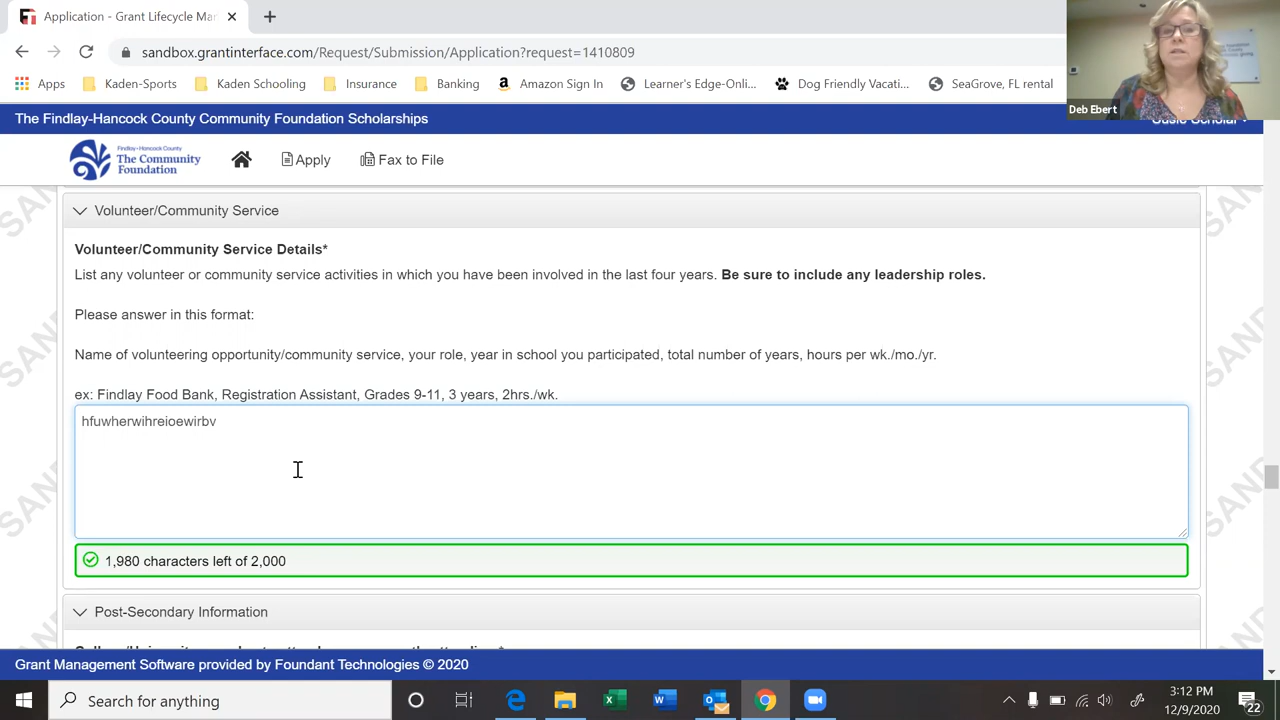 Application - Grant Lifecycle Ma
sandbox.grantinterface.com/Request/Submission/Application?request=1410809
Apps Kaden-Sports Kaden Schooling Insurance Banking Amazon Sign In Learner's Edge-Onli... Dog Friendly Vacati... SeaGrove, FL rental
Deb Ebert
The Findlay-Hancock County Community Foundation Scholarships
Findlay • Hancock County
The Community
Foundation
Apply Fax to File
Volunteer/Community Service
Volunteer/Community Service Details*
List any volunteer or community service activities in which you have been involved in the last four years. Be sure to include any leadership roles.
Please answer in this format:
Name of volunteering opportunity/community service, your role, year in school you participated, total number of years, hours per wk./mo./yr.
ex: Findlay Food Bank, Registration Assistant, Grades 9-11, 3 years, 2hrs./wk.
hfuwherwihreioewirbv
1,980 characters left of 2,000
Post-Secondary Information
Grant Management Software provided by Foundant Technologies © 2020
Search for anything
3:12 PM
12/9/2020
22